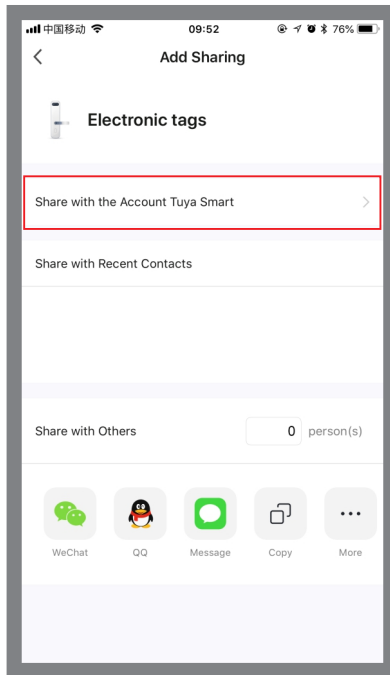 中国移动 09:52 76%
Add Sharing
Electronic tags
Share with the Account Tuya Smart
Share with Recent Contacts
Share with Others 0 person(s)
WeChat QQ Message Copy More